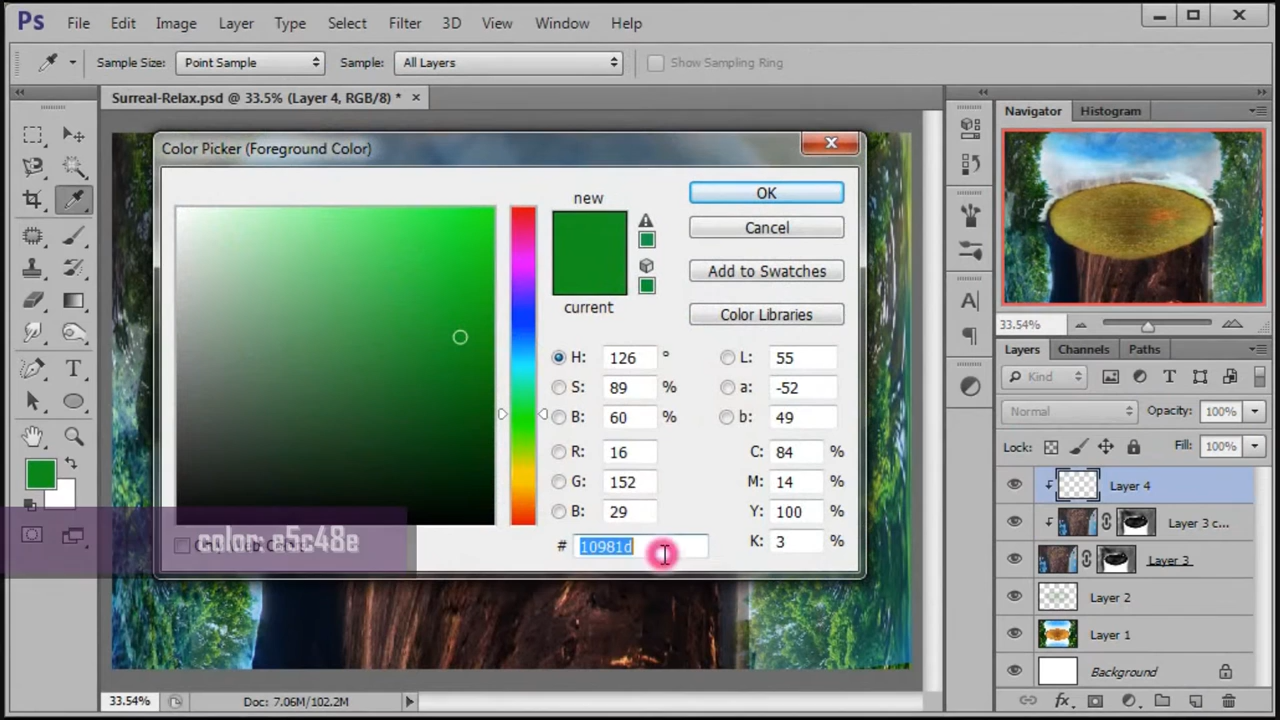 Ps File Edit Image Layer Type Select Filter 3D View Window Help
Sample Size: Point Sample Sample: All Layers Show Sampling Ring
Surreal-Relax.psd @ 33.5% (Layer 4, RGB/8) * ×
Navigator Histogram
Color Picker (Foreground Color)
new
OK
Cancel
Add to Swatches
current
Color Libraries
33.54%
Layers Channels Paths
H: 126 ° L: 55
Kind
S: 89 % a: -52
Normal Opacity: 100%
B: 60 % b: 49
Lock: Fill: 100%
R: 16 C: 84 %
Layer 4
G: 152 M: 14 %
B: 29 Y: 100 %
Layer 3 c...
color: e5c48e
# 10981d K: 3 %
Layer 3
Layer 2
Layer 1
Background
33.54% Doc: 7.06M/102.2M